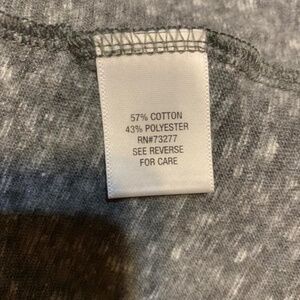 57% COTTON
43% POLYESTER
RN#73277
SEE REVERSE
FOR CARE